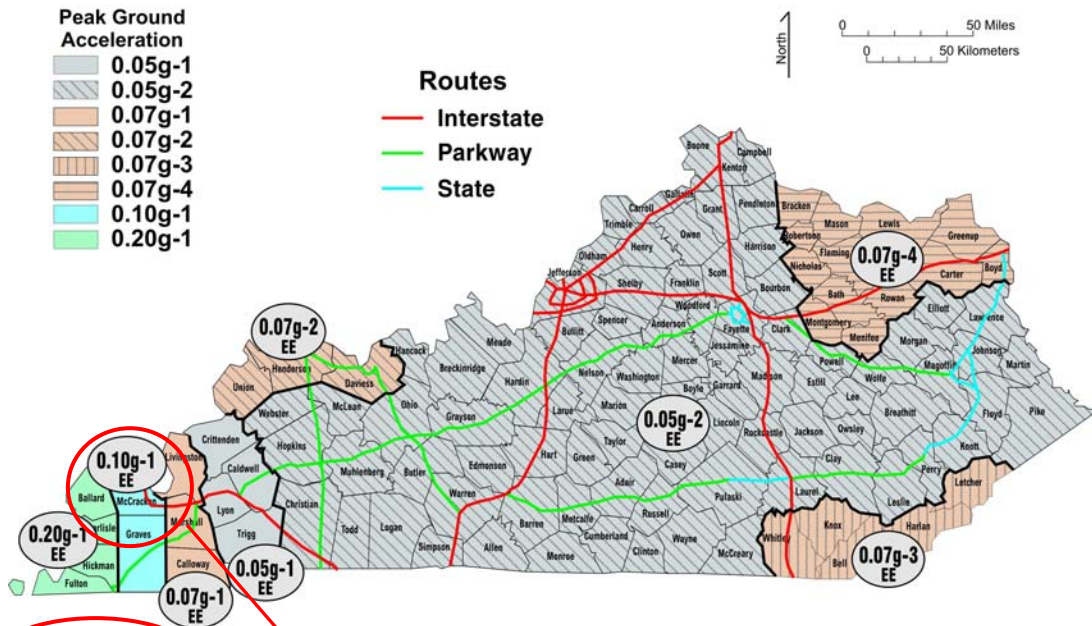 Peak Ground
Acceleration
0.05g-1
0.05g-2
0.07g-1
0.07g-2
0.07g-3
0.07g-4
0.10g-1
0.20g-1
North
0 50 Miles
0 50 Kilometers
Routes
Interstate
Parkway
State
Boone
Campbell
Kenton
Gallatin
Grant
Pendleton
Bracken
Carroll
Trimble
Owen
Mason
Lewis
Robertson
Greenup
Henry
Harrison
Fleming
Oldham
Nicholas
0.07g-4
EE
Carter
Boyd
Jefferson
Shelby
Franklin
Scott
Bourbon
Bath
Rowan
Elliott
Woodford
Lawrence
Bullitt
Spencer
Anderson
Fayette
Clark
Montgomery
Menifee
Morgan
0.07g-2
EE
Hancock
Meade
Jessamine
Powell
Magoffin
Johnson
Martin
Henderson
Union
Daviess
Breckinridge
Hardin
Nelson
Washington
Mercer
Madison
Estill
Wolfe
Boyle
Garrard
Lee
Webster
McLean
Ohio
Grayson
Larue
Marion
Lincoln
0.05g-2
EE
Rockcastle
Jackson
Owsley
Breathitt
Floyd
Pike
Crittenden
Hopkins
Taylor
Knott
0.10g-1
EE
Livingston
Caldwell
Muhlenberg
Butler
Edmonson
Hart
Green
Casey
Clay
Perry
Ballard
McCracken
Lyon
Christian
Warren
Adair
Pulaski
Laurel
Leslie
Letcher
0.20g-1
EE
Carlisle
Graves
Marshall
Trigg
Todd
Logan
Barren
Metcalfe
Russell
Knox
Harlan
Hickman
Simpson
Allen
Cumberland
Wayne
Whitley
Fulton
Calloway
0.05g-1
EE
Monroe
Clinton
McCreary
Bell
0.07g-3
EE
0.07g-1
EE